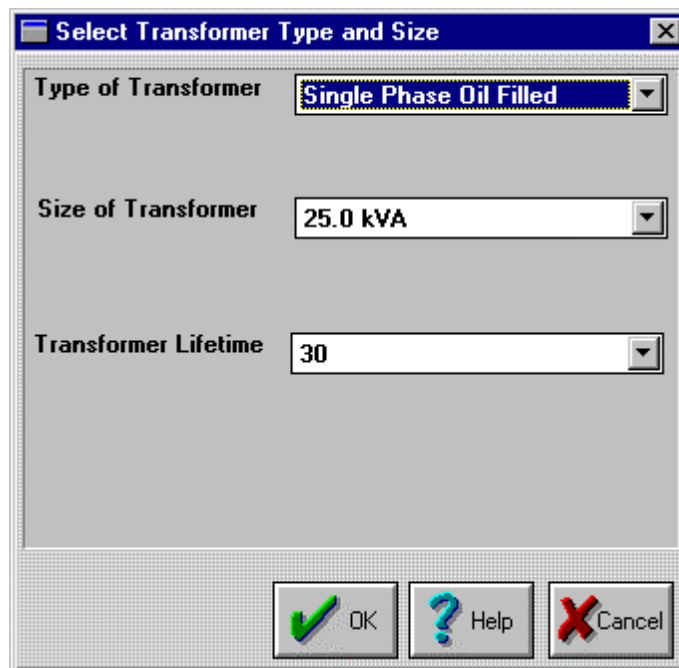 Select Transformer Type and Size
Type of Transformer Single Phase Oil Filled
Size of Transformer 25.0 kVA
Transformer Lifetime 30
OK Help Cancel